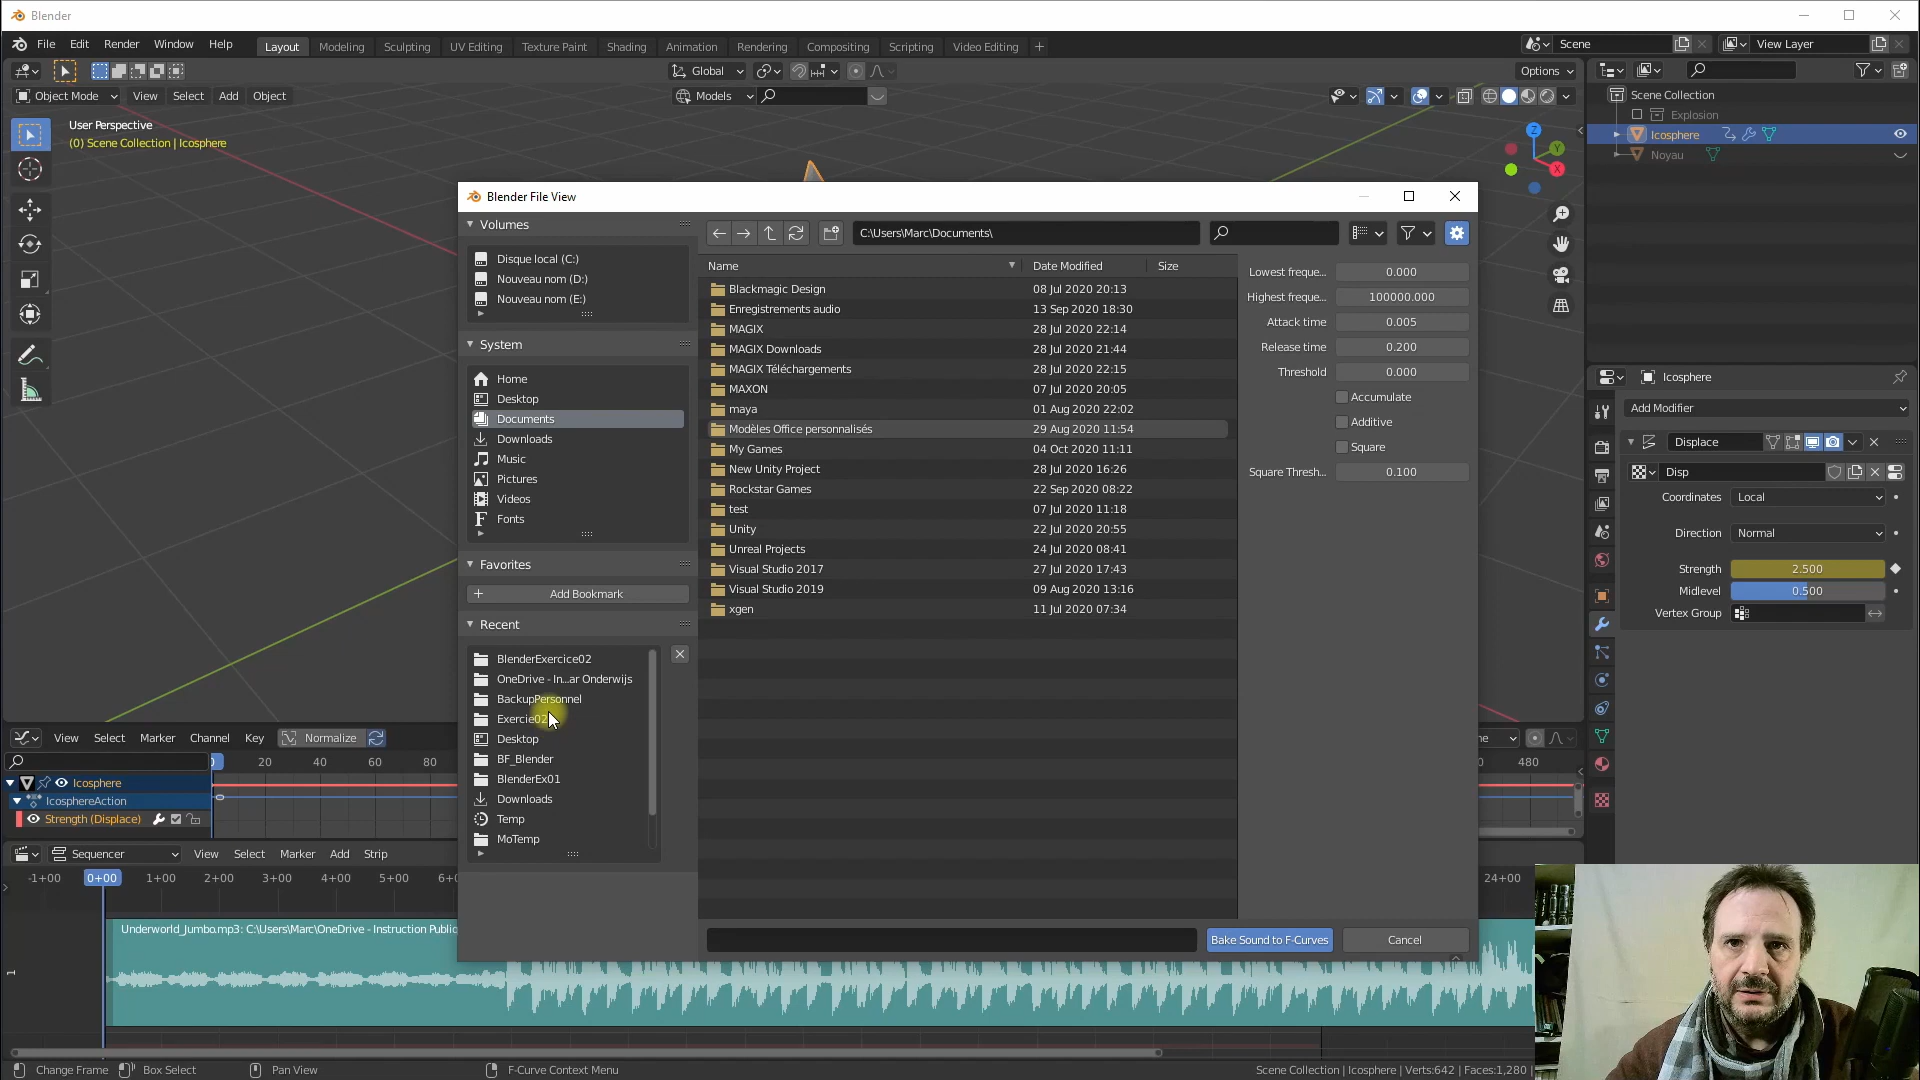 Blender
File Edit Render Window Help Layout Modeling Sculpting UV Editing Texture Paint Shading Animation Rendering Compositing Scripting Video Editing + Scene View Layer
Global Options
Object Mode View Select Add Object Models
User Perspective
(0) Scene Collection | Icosphere
Z
Y
X
Scene Collection
Explosion
Icosphere
Noyau
Blender File View
Volumes
Disque local (C:)
Nouveau nom (D:)
Nouveau nom (E:)
System
Home
Desktop
Documents
Downloads
Music
Pictures
Videos
Fonts
Favorites
+ Add Bookmark
Recent
BlenderExercice02
OneDrive - In...ar Onderwijs
BackupPersonnel
Exercie02
Desktop
BF_Blender
BlenderEx01
Downloads
Temp
MoTemp
C:\Users\Marc\Documents\
Name Date Modified Size
Blackmagic Design 08 Jul 2020 20:13
Enregistrements audio 13 Sep 2020 18:30
MAGIX 28 Jul 2020 22:14
MAGIX Downloads 28 Jul 2020 21:44
MAGIX Téléchargements 28 Jul 2020 22:15
MAXON 07 Jul 2020 20:05
maya 01 Aug 2020 22:02
Modèles Office personnalisés 29 Aug 2020 11:54
My Games 04 Oct 2020 11:11
New Unity Project 28 Jul 2020 16:26
Rockstar Games 22 Sep 2020 08:22
test 07 Jul 2020 11:18
Unity 22 Jul 2020 20:55
Unreal Projects 24 Jul 2020 08:41
Visual Studio 2017 27 Jul 2020 17:43
Visual Studio 2019 09 Aug 2020 13:16
xgen 11 Jul 2020 07:34
Lowest freque... 0.000
Highest freque... 100000.000
Attack time 0.005
Release time 0.200
Threshold 0.000
Accumulate
Additive
Square
Square Thresh... 0.100
Bake Sound to F-Curves Cancel
Icosphere
Add Modifier
Displace
Disp
Coordinates Local
Direction Normal
Strength 2.500
Midlevel 0.500
Vertex Group
View Select Marker Channel Key Normalize
20 40 60 80 480
Icosphere
IcosphereAction
Strength (Displace)
Sequencer View Select Marker Add Strip
-1+00 0+00 1+00 2+00 3+00 4+00 5+00 24+00
Underworld_Jumbo.mp3: C:\Users\Marc\OneDrive - Instruction Public
1
Change Frame Box Select Pan View F-Curve Context Menu Scene Collection | Icosphere | Verts:642 | Faces:1,280 |